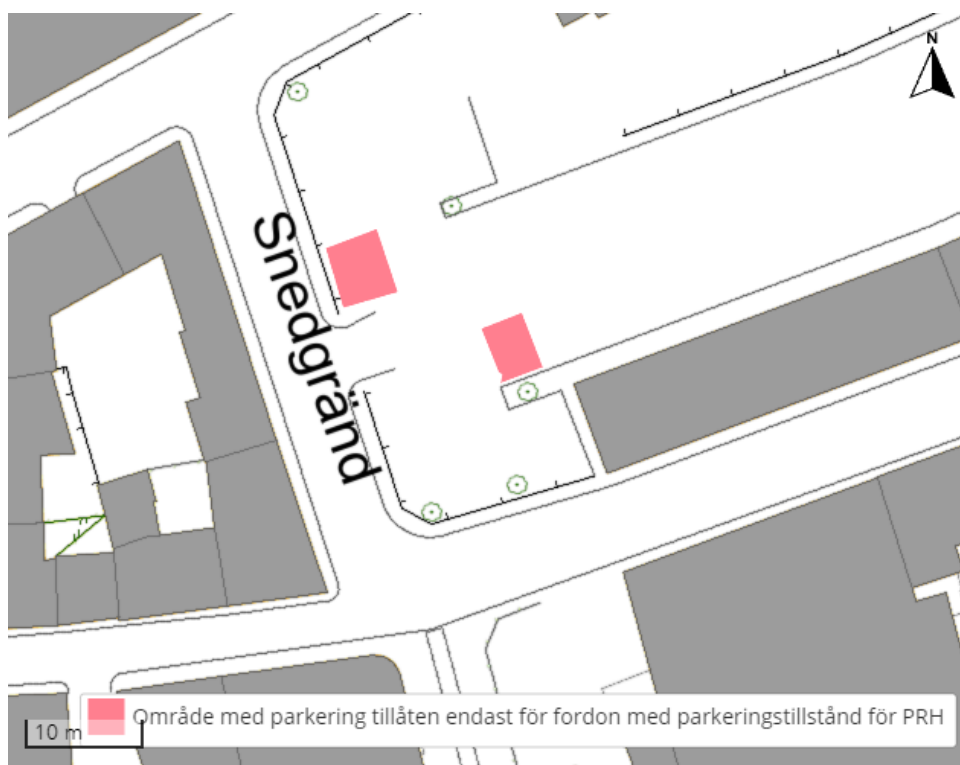 N
Snedgränd
Område med parkering tillåten endast för fordon med parkeringstillstånd för PRH
10 m